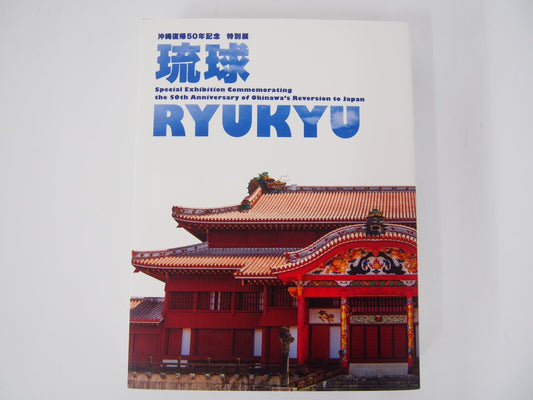 沖縄復帰50年記念 特別展
琉球
Special Exhibition Commemorating
the 50th Anniversary of Okinawa's Reversion to Japan
RYUKYU